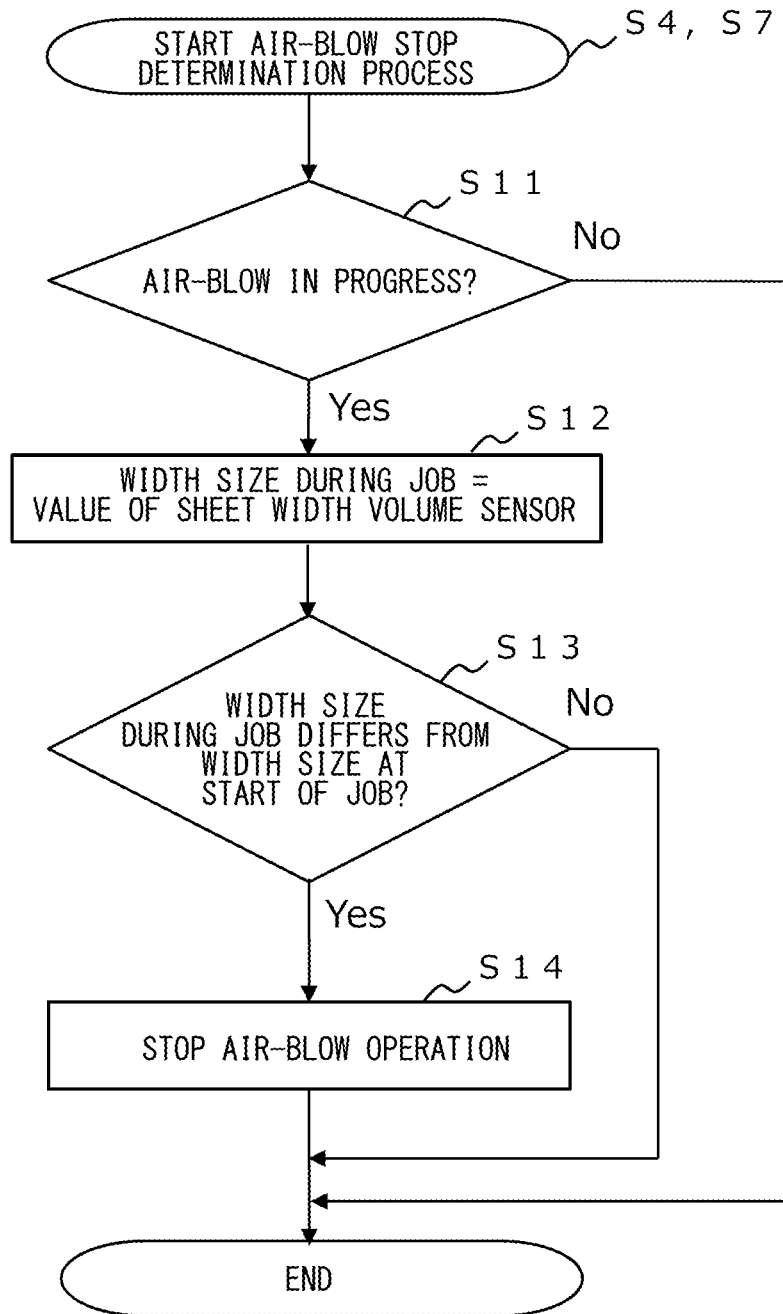 START AIR-BLOW STOP
DETERMINATION PROCESS
S4, S7
S11
AIR-BLOW IN PROGRESS?
No
Yes
S12
WIDTH SIZE DURING JOB =
VALUE OF SHEET WIDTH VOLUME SENSOR
S13
WIDTH SIZE
DURING JOB DIFFERS FROM
WIDTH SIZE AT
START OF JOB?
No
Yes
S14
STOP AIR-BLOW OPERATION
END